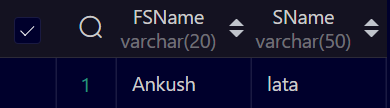 FSName SName
varchar(20) varchar(50)
1 Ankush lata